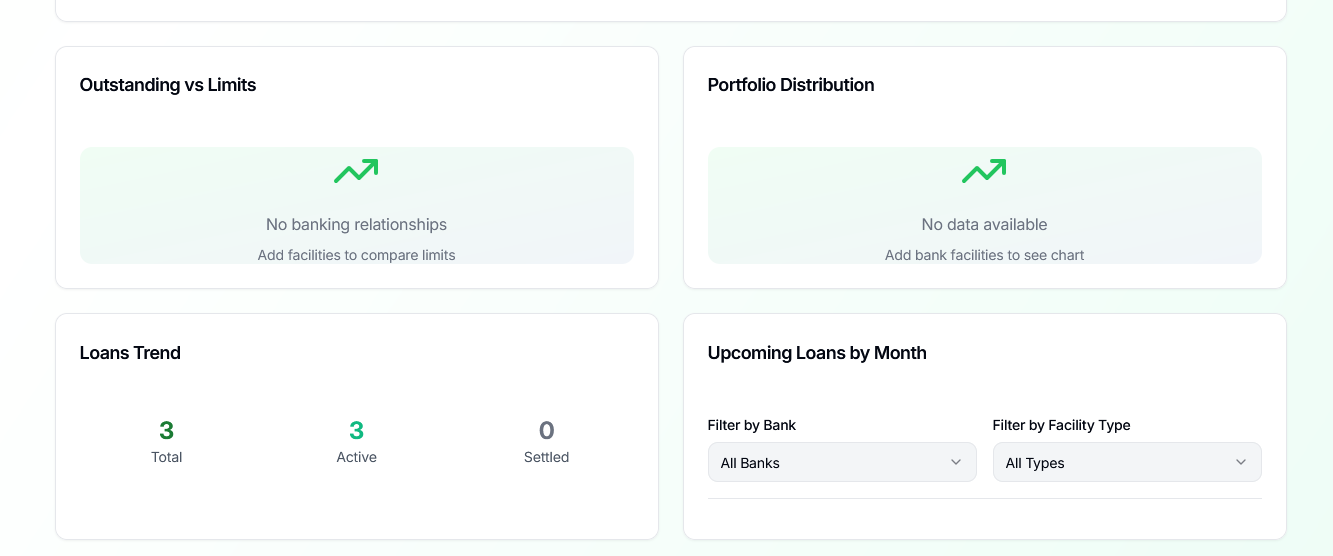 Outstanding vs Limits
No banking relationships
Add facilities to compare limits
Portfolio Distribution
No data available
Add bank facilities to see chart
Loans Trend
3
Total
3
Active
0
Settled
Upcoming Loans by Month
Filter by Bank
All Banks
Filter by Facility Type
All Types